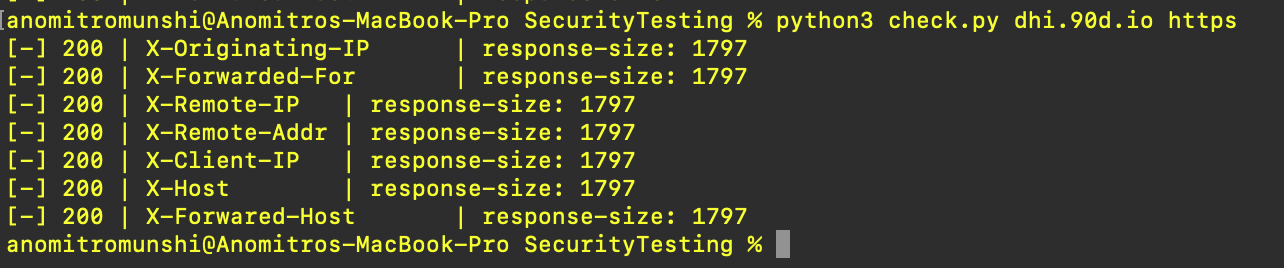 anomitromunshi@Anomitros-MacBook-Pro SecurityTesting % python3 check.py dhi.90d.io https
[-] 200 | X-Originating-IP | response-size: 1797
[-] 200 | X-Forwarded-For | response-size: 1797
[-] 200 | X-Remote-IP | response-size: 1797
[-] 200 | X-Remote-Addr | response-size: 1797
[-] 200 | X-Client-IP | response-size: 1797
[-] 200 | X-Host | response-size: 1797
[-] 200 | X-Forwared-Host | response-size: 1797
anomitromunshi@Anomitros-MacBook-Pro SecurityTesting %